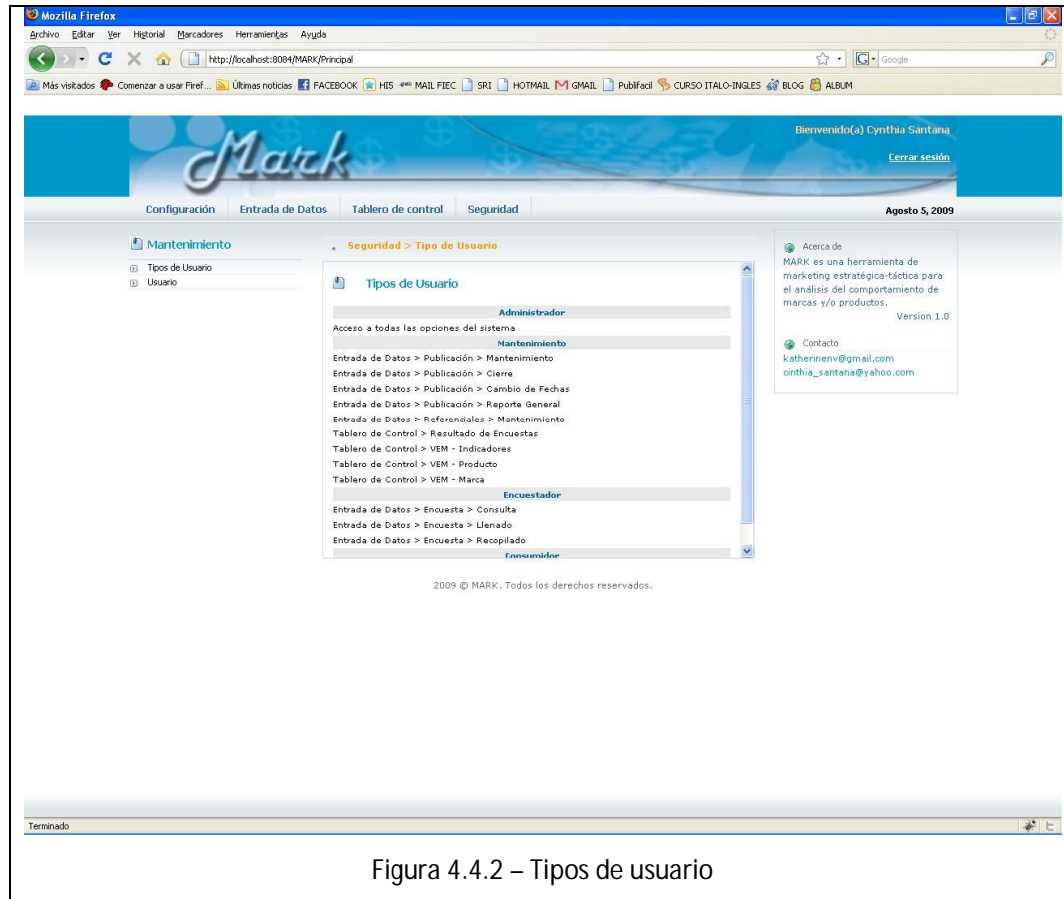 Mozilla Firefox
Archivo Editar Ver Historial Marcadores Herramientas Ayuda
http://localhost:8084/MARK/Principal
Google
Más visitados Comenzar a usar Firef... Últimas noticias FACEBOOK HI5 MAIL FIEC SRI HOTMAIL GMAIL Publifacil CURSO ITALO-INGLES BLOG ALBUM
Mark
Bienvenido(a) Cynthia Santana
Cerrar sesión
Configuración Entrada de Datos Tablero de control Seguridad
Agosto 5, 2009
Mantenimiento
Tipos de Usuario
Usuario
Seguridad > Tipo de Usuario
Tipos de Usuario
Administrador
Acceso a todas las opciones del sistema
Mantenimiento
Entrada de Datos > Publicación > Mantenimiento
Entrada de Datos > Publicación > Cierre
Entrada de Datos > Publicación > Cambio de Fechas
Entrada de Datos > Publicación > Reporte General
Entrada de Datos > Referenciales > Mantenimiento
Tablero de Control > Resultado de Encuestas
Tablero de Control > VEM - Indicadores
Tablero de Control > VEM - Producto
Tablero de Control > VEM - Marca
Encuestador
Entrada de Datos > Encuesta > Consulta
Entrada de Datos > Encuesta > Llenado
Entrada de Datos > Encuesta > Recopilado
Consumidor
Acerca de
MARK es una herramienta de
marketing estratégica-táctica para
el análisis del comportamiento de
marcas y/o productos.
Version 1.0
Contacto
katherinenv@gmail.com
cinthia_santana@yahoo.com
2009 © MARK. Todos los derechos reservados.
Terminado
Figura 4.4.2 – Tipos de usuario